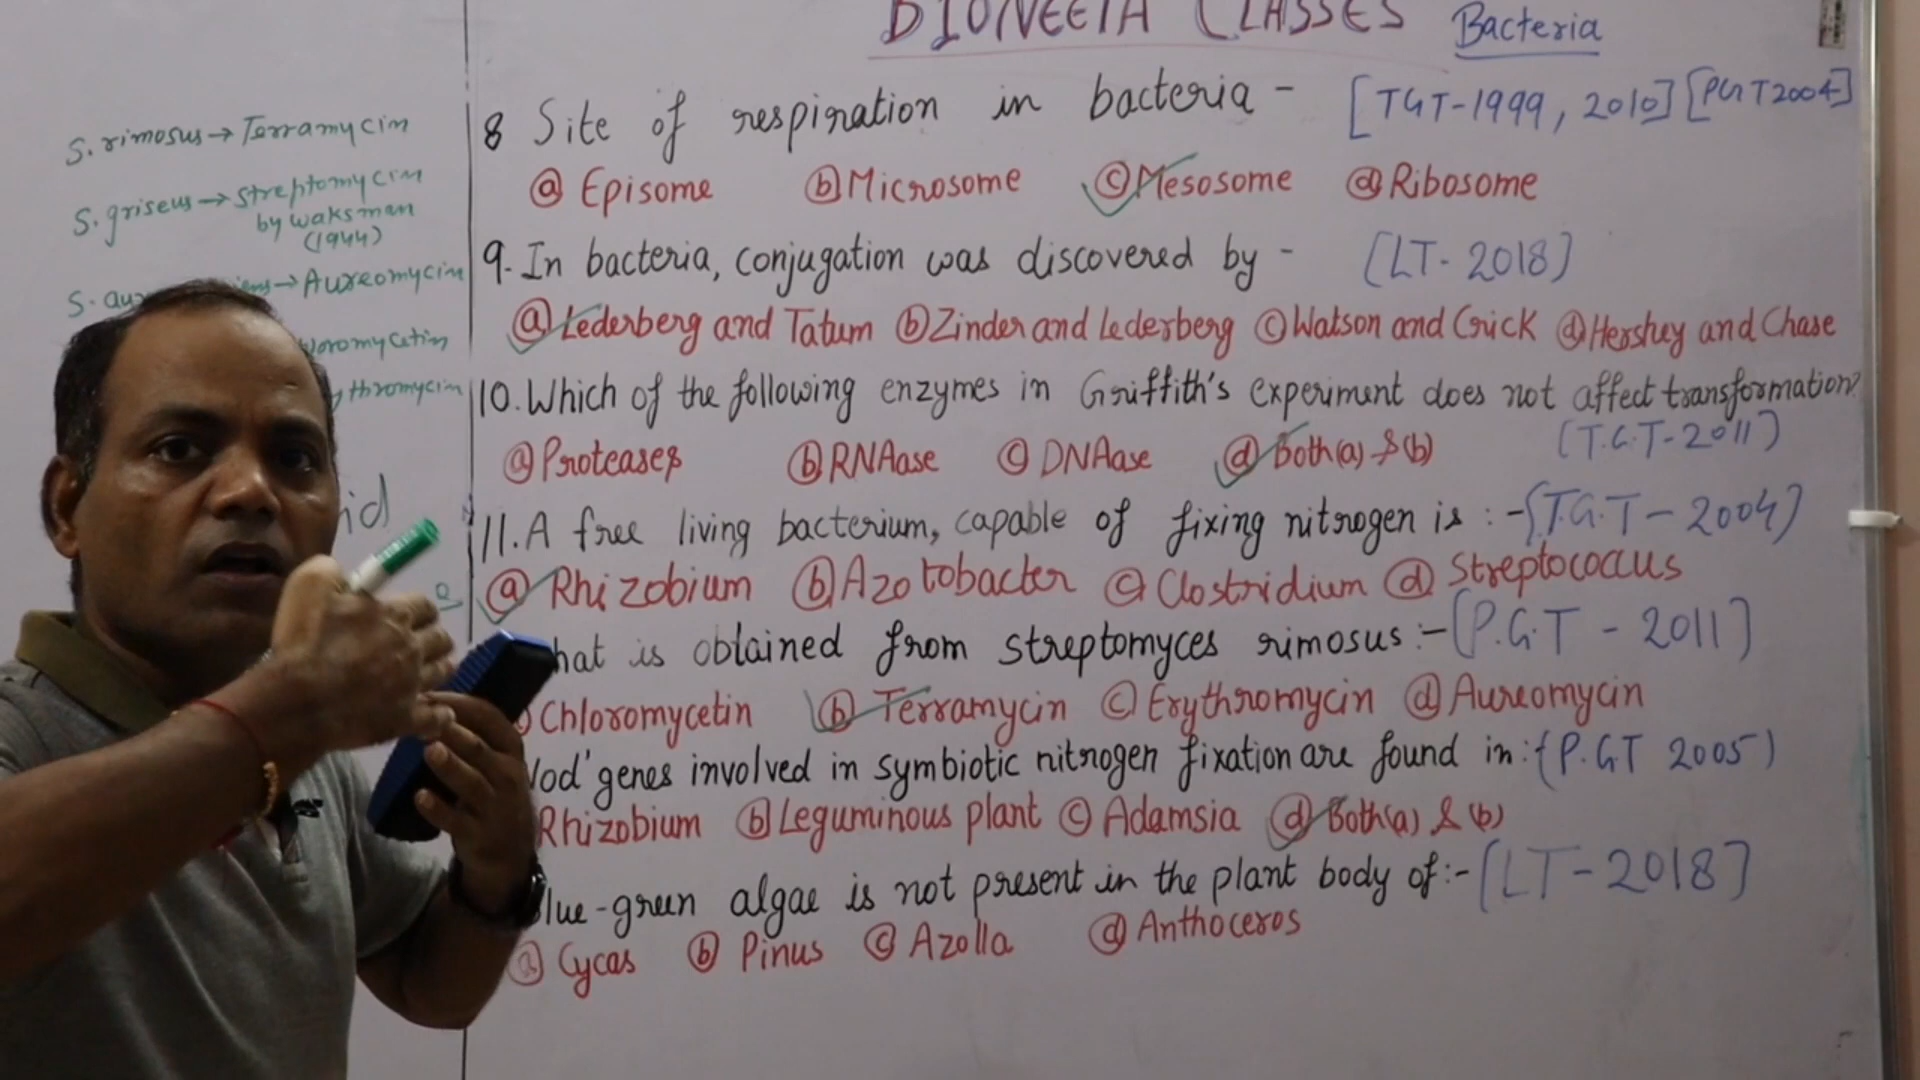 BIONEETA CLASSES Bacteria
S. rimosus → Terramycin
S. griseus → Streptomycin
by Waksman
(1944)
→ Aureomycin
8 Site of respiration in bacteria - [TGT-1999, 2010] [PGT 2004]
(a) Episome (b) Microsome (c) Mesosome (d) Ribosome
9. In bacteria, conjugation was discovered by - [LT- 2018]
(a) Lederberg and Tatum (b) Zinder and Lederberg (c) Watson and Crick (d) Hershey and Chase
10. Which of the following enzymes in Griffith's experiment does not affect transformation?
(T.G.T-2011)
(a) Proteases (b) RNAase (c) DNAase (d) Both (a) & (b)
11. A free living bacterium, capable of fixing nitrogen is :- [T.G.T - 2004]
(a) Rhizobium (b) Azotobacter (c) Clostridium (d) Streptococcus
hat is obtained from streptomyces rimosus :- [P.G.T - 2011]
Chloromycetin (b) Terramycin (c) Erythromycin (d) Aureomycin
Nod' genes involved in symbiotic nitrogen fixation are found in : (P.G.T 2005)
Rhizobium (b) Leguminous plant (c) Adamsia (d) Both (a) & (b)
lue-green algae is not present in the plant body of :- [LT-2018]
(a) Cycas (b) Pinus (c) Azolla (d) Anthoceros